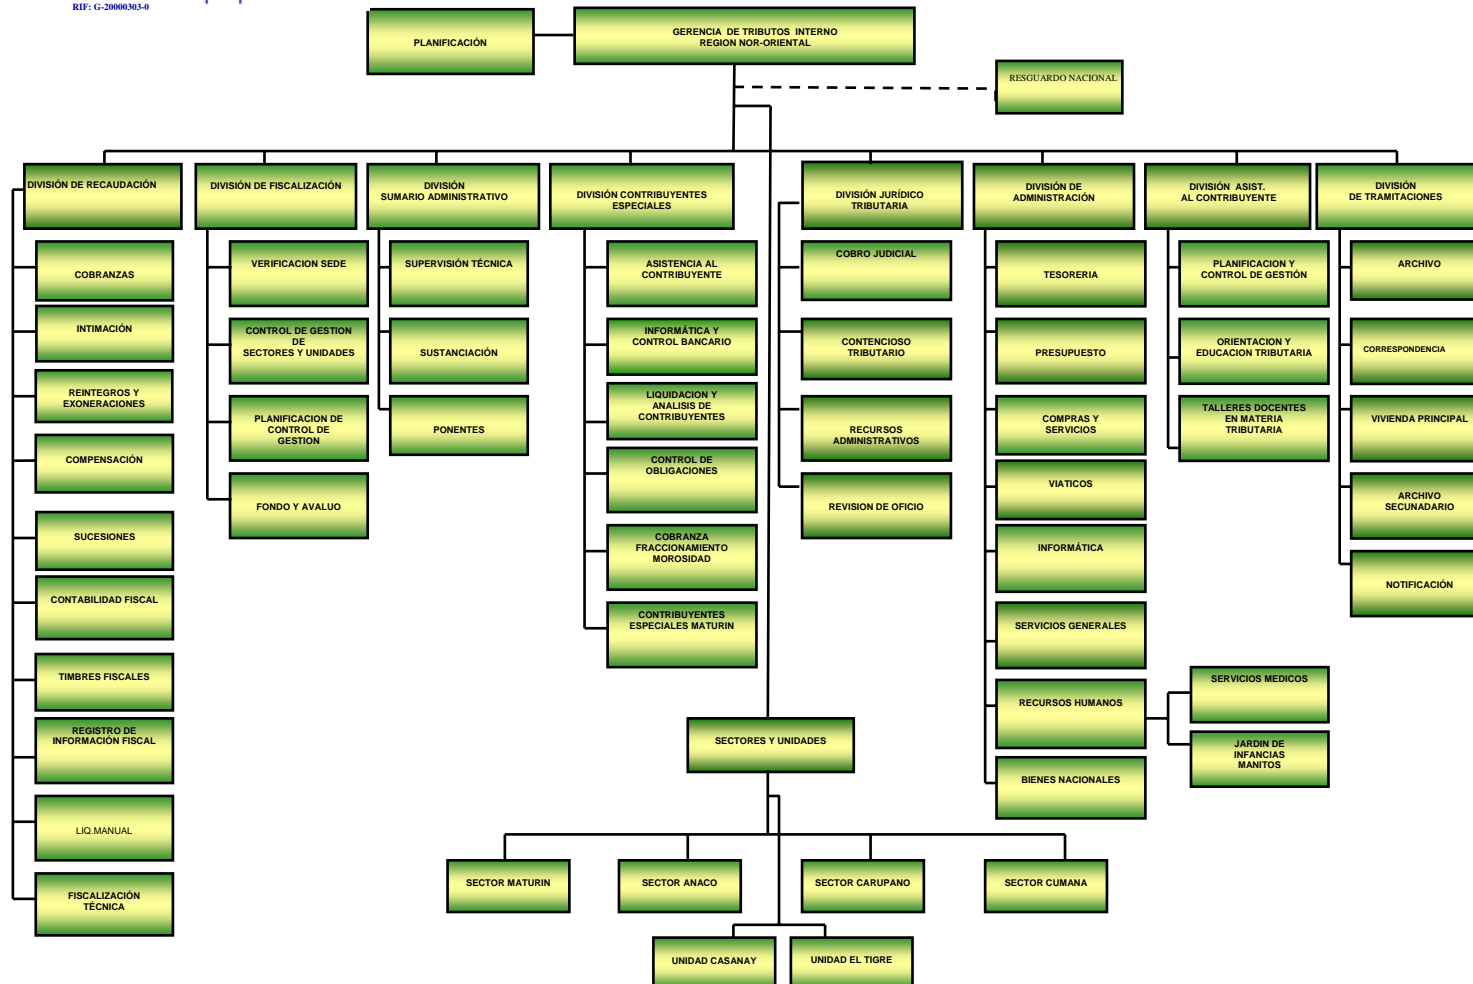 RIF: G-20000303-0
PLANIFICACIÓN
GERENCIA DE TRIBUTOS INTERNO
REGION NOR-ORIENTAL
RESGUARDO NACIONAL
DIVISIÓN DE RECAUDACIÓN
COBRANZAS
INTIMACIÓN
REINTEGROS Y
EXONERACIONES
COMPENSACIÓN
SUCESIONES
CONTABILIDAD FISCAL
TIMBRES FISCALES
REGISTRO DE
INFORMACIÓN FISCAL
LIQ.MANUAL
FISCALIZACIÓN
TÉCNICA
DIVISIÓN DE FISCALIZACIÓN
VERIFICACION SEDE
CONTROL DE GESTION
DE
SECTORES Y UNIDADES
PLANIFICACION DE
CONTROL DE
GESTION
FONDO Y AVALUO
DIVISIÓN
SUMARIO ADMINISTRATIVO
SUPERVISIÓN TÉCNICA
SUSTANCIACIÓN
PONENTES
DIVISIÓN CONTRIBUYENTES
ESPECIALES
ASISTENCIA AL
CONTRIBUYENTE
INFORMÁTICA Y
CONTROL BANCARIO
LIQUIDACION Y
ANALISIS DE
CONTRIBUYENTES
CONTROL DE
OBLIGACIONES
COBRANZA
FRACCIONAMIENTO
MOROSIDAD
CONTRIBUYENTES
ESPECIALES MATURIN
DIVISIÓN JURÍDICO
TRIBUTARIA
COBRO JUDICIAL
CONTENCIOSO
TRIBUTARIO
RECURSOS
ADMINISTRATIVOS
REVISION DE OFICIO
DIVISIÓN DE
ADMINISTRACIÓN
TESORERIA
PRESUPUESTO
COMPRAS Y
SERVICIOS
VIATICOS
INFORMÁTICA
SERVICIOS GENERALES
RECURSOS HUMANOS
SERVICIOS MEDICOS
JARDIN DE
INFANCIAS
MANITOS
BIENES NACIONALES
DIVISIÓN ASIST.
AL CONTRIBUYENTE
PLANIFICACION Y
CONTROL DE GESTIÓN
ORIENTACION Y
EDUCACION TRIBUTARIA
TALLERES DOCENTES
EN MATERIA
TRIBUTARIA
DIVISIÓN
DE TRAMITACIONES
ARCHIVO
CORRESPONDENCIA
VIVIENDA PRINCIPAL
ARCHIVO
SECUNADARIO
NOTIFICACIÓN
SECTORES Y UNIDADES
SECTOR MATURIN
SECTOR ANACO
SECTOR CARUPANO
SECTOR CUMANA
UNIDAD CASANAY
UNIDAD EL TIGRE